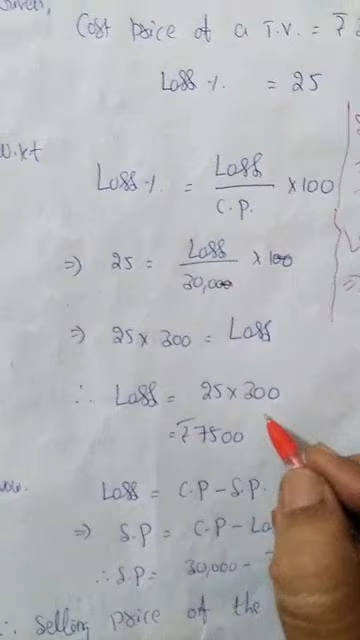 Cost price of a T.V. = ₹
Loss % = 25
W.k.t
Loss % = Loss / C.P. × 100
⇒ 25 = Loss / 30,000 × 100
⇒ 25 × 300 = Loss
∴ Loss = 25 × 300
= ₹ 7500
Loss = C.P - S.P.
⇒ S.P = C.P - Lo
∴ S.P = 30,000 -
∴ Selling price of the